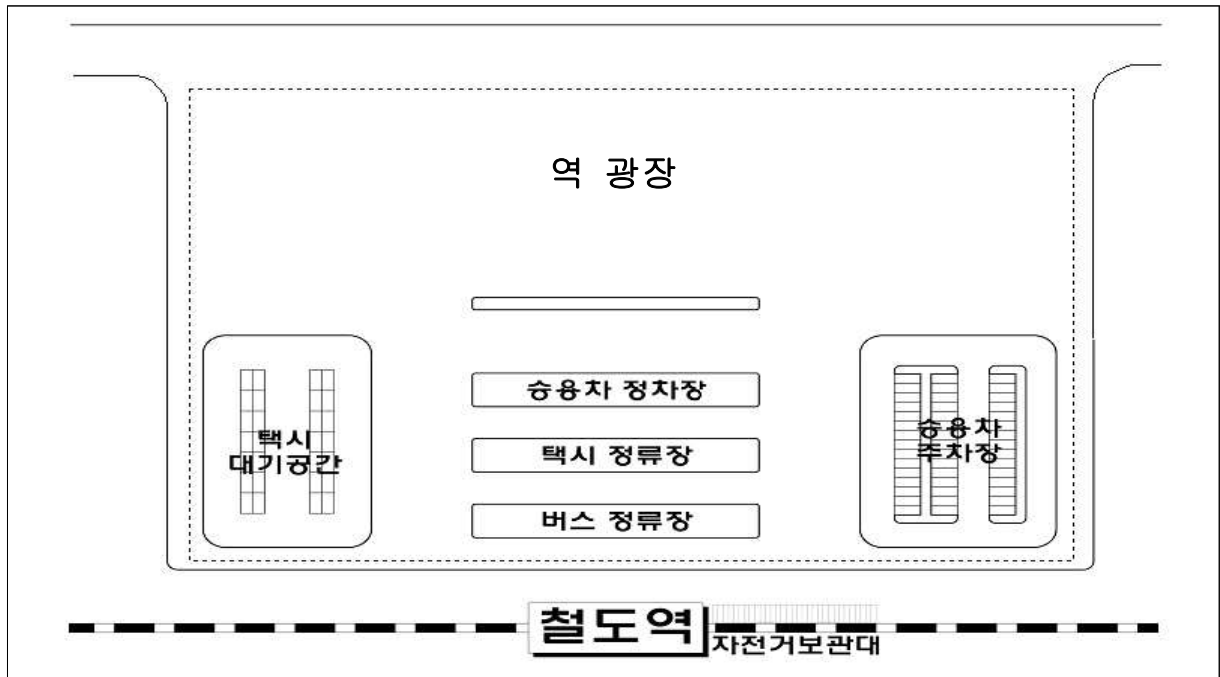 역 광장
승용차 정차장
택시
대기공간
택시 정류장
승용차
주차장
버스 정류장
철도역
자전거보관대